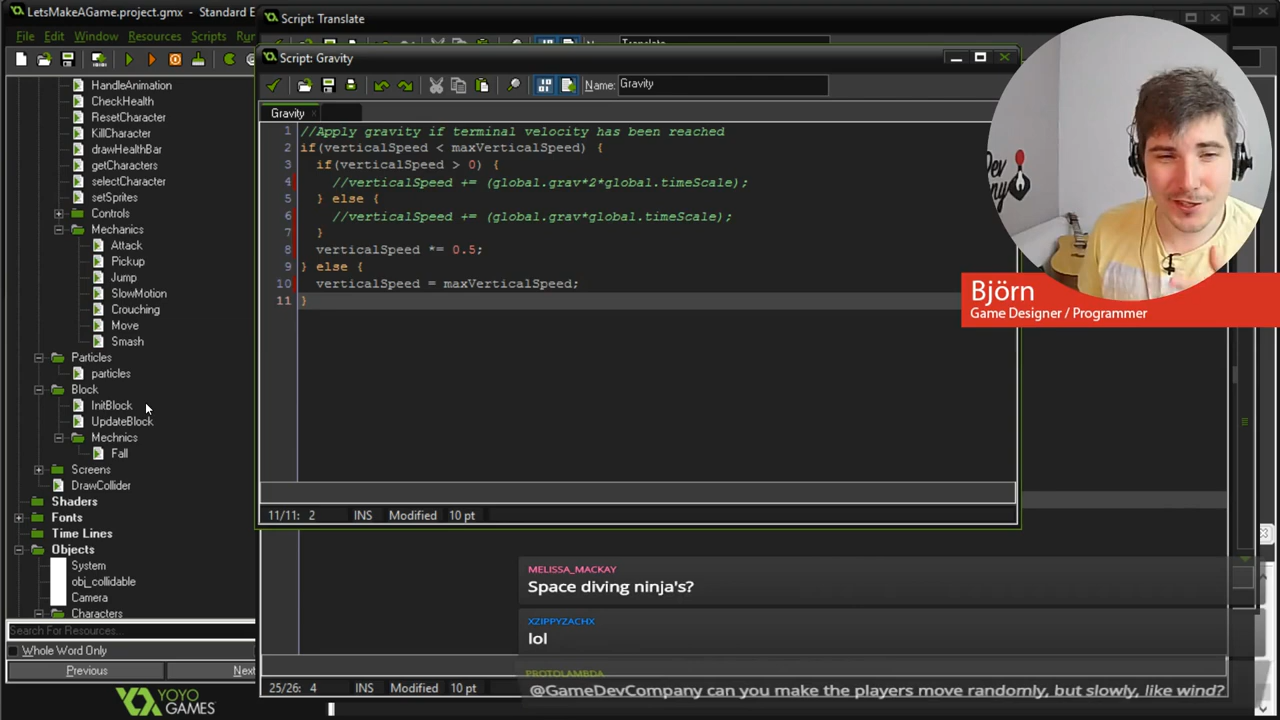 LetsMakeAGame.project.gmx - Standard E
File Edit Window Resources Scripts Run
HandleAnimation
CheckHealth
ResetCharacter
KillCharacter
drawHealthBar
getCharacters
selectCharacter
setSprites
Controls
Mechanics
Attack
Pickup
Jump
SlowMotion
Crouching
Move
Smash
Particles
particles
Block
InitBlock
UpdateBlock
Mechnics
Fall
Screens
DrawCollider
Shaders
Fonts
Time Lines
Objects
System
obj_collidable
Camera
Characters
Search For Resources...
Whole Word Only
Previous Next
YOYO
GAMES
Script: Translate
Name: Translate
Script: Gravity
Name: Gravity
Gravity
1 //Apply gravity if terminal velocity has been reached
2 if(verticalSpeed < maxVerticalSpeed) {
3 if(verticalSpeed > 0) {
4 //verticalSpeed += (global.grav*2*global.timeScale);
5 } else {
6 //verticalSpeed += (global.grav*global.timeScale);
7 }
8 verticalSpeed *= 0.5;
9 } else {
10 verticalSpeed = maxVerticalSpeed;
11 }
11/11: 2 INS Modified 10 pt
25/26: 4 INS Modified 10 pt
Björn
Game Designer / Programmer
MELISSA_MACKAY
Space diving ninja's?
XZIPPYZACHX
lol
PROTOLAMBDA
@GameDevCompany can you make the players move randomly, but slowly, like wind?